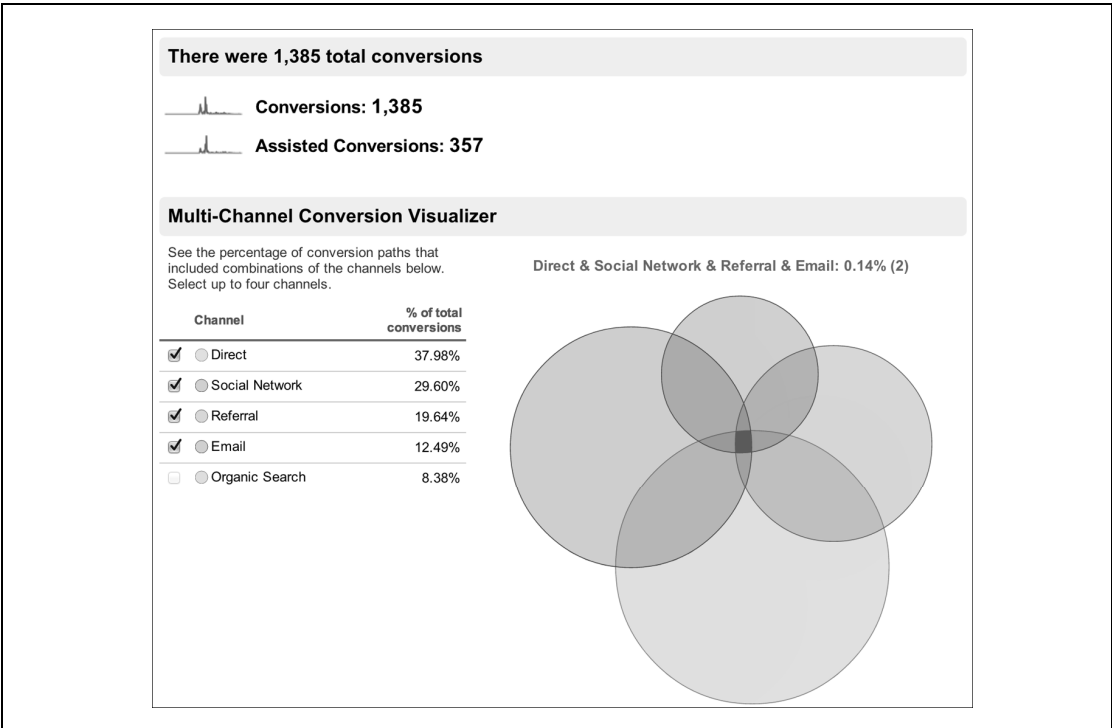 There were 1,385 total conversions
Conversions: 1,385
Assisted Conversions: 357
Multi-Channel Conversion Visualizer
See the percentage of conversion paths that
included combinations of the channels below.
Select up to four channels.
Direct & Social Network & Referral & Email: 0.14% (2)
Channel % of total
conversions
Direct 37.98%
Social Network 29.60%
Referral 19.64%
Email 12.49%
Organic Search 8.38%